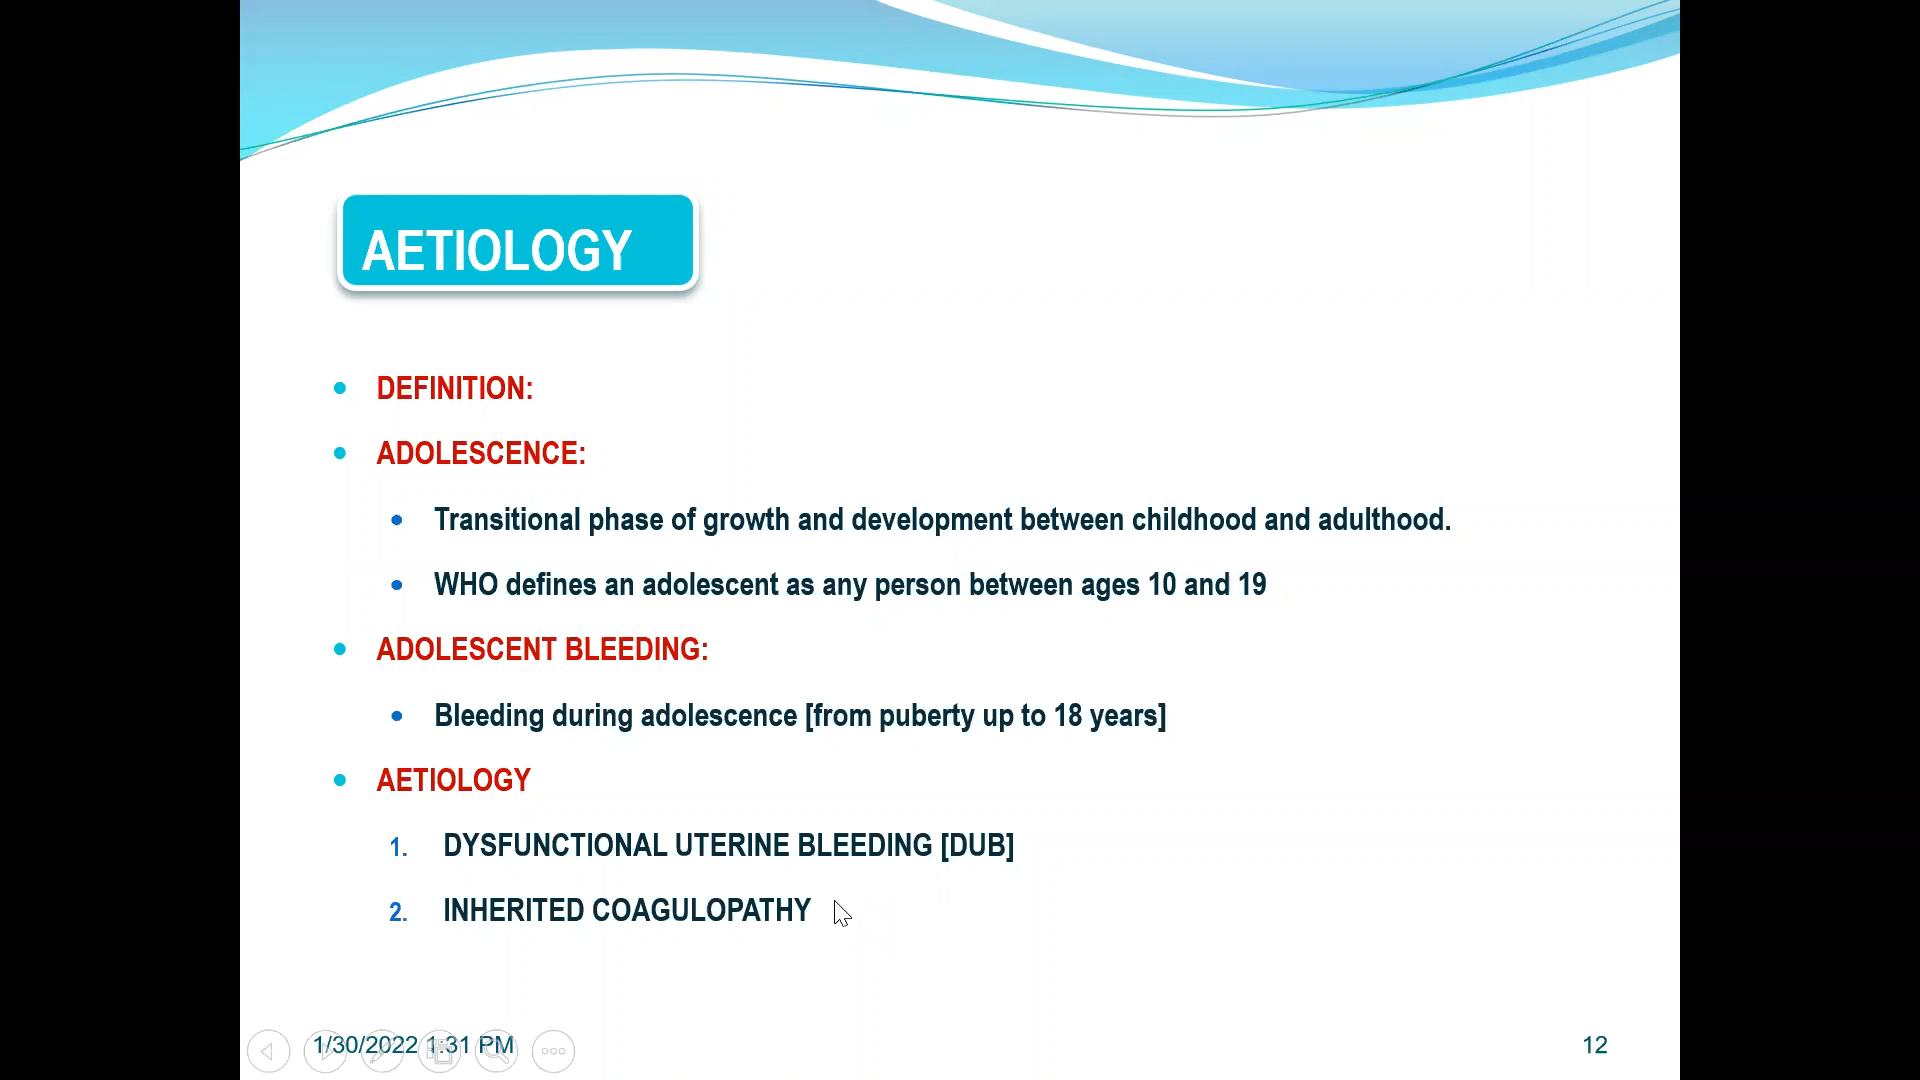 AETIOLOGY
DEFINITION:
ADOLESCENCE:
Transitional phase of growth and development between childhood and adulthood.
WHO defines an adolescent as any person between ages 10 and 19
ADOLESCENT BLEEDING:
Bleeding during adolescence [from puberty up to 18 years]
AETIOLOGY
1. DYSFUNCTIONAL UTERINE BLEEDING [DUB]
2. INHERITED COAGULOPATHY
1/30/2022 1:31 PM
12